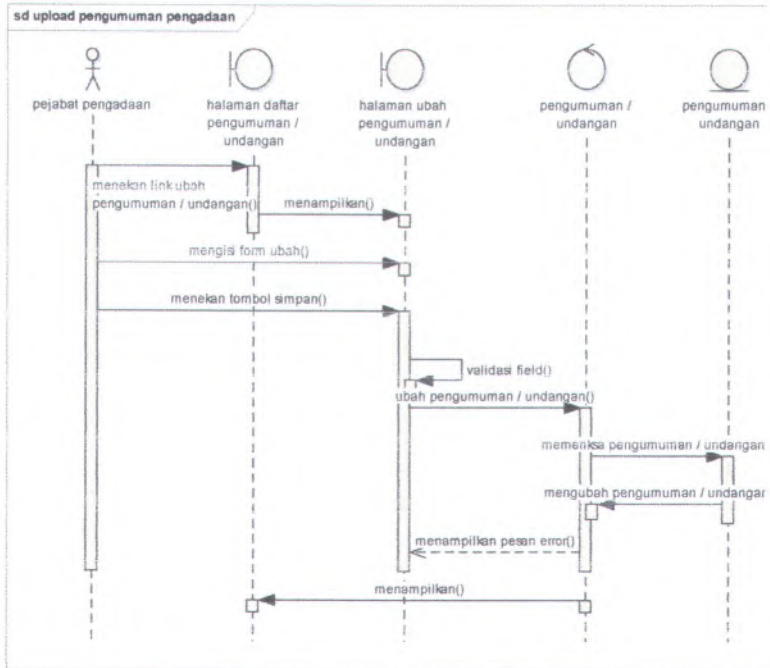 sd upload pengumuman pengadaan
pejabat pengadaan
halaman daftar
pengumuman /
undangan
halaman ubah
pengumuman /
undangan
pengumuman /
undangan
pengumuman
undangan
menekan link ubah
pengumuman / undangan()
menampilkan()
mengisi form ubah()
menekan tombol simpan()
validasi field()
ubah pengumuman / undangan()
memeriksa pengumuman / undangan
mengubah pengumuman / undangan
menampilkan pesan error()
menampilkan()